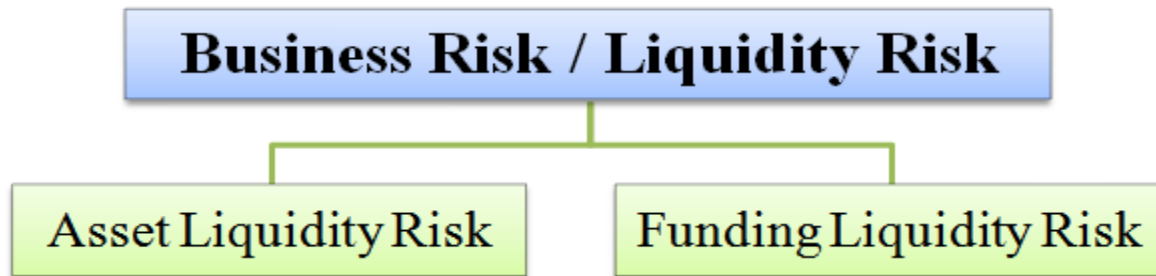 Business Risk / Liquidity Risk
Asset Liquidity Risk
Funding Liquidity Risk